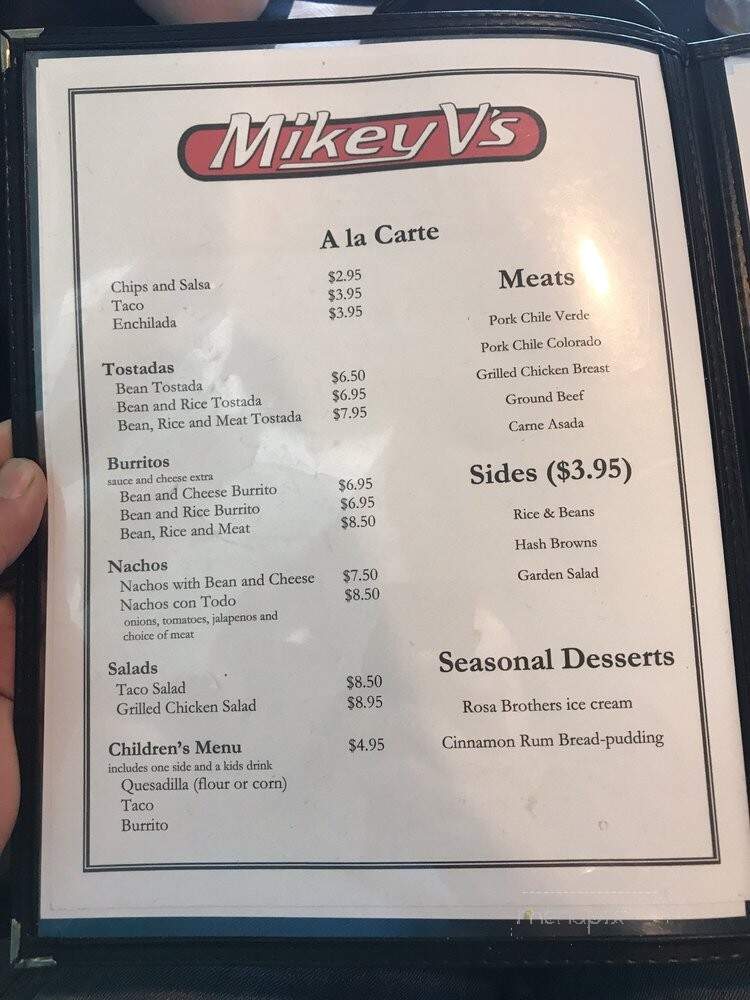 Mikey V's
A la Carte
Chips and Salsa $2.95
Taco $3.95
Enchilada $3.95
Tostadas
Bean Tostada $6.50
Bean and Rice Tostada $6.95
Bean, Rice and Meat Tostada $7.95
Burritos
sauce and cheese extra
Bean and Cheese Burrito $6.95
Bean and Rice Burrito $6.95
Bean, Rice and Meat $8.50
Nachos
Nachos with Bean and Cheese $7.50
Nachos con Todo $8.50
onions, tomatoes, jalapenos and
choice of meat
Salads
Taco Salad $8.50
Grilled Chicken Salad $8.95
Children's Menu $4.95
includes one side and a kids drink
Quesadilla (flour or corn)
Taco
Burrito
Meats
Pork Chile Verde
Pork Chile Colorado
Grilled Chicken Breast
Ground Beef
Carne Asada
Sides ($3.95)
Rice & Beans
Hash Browns
Garden Salad
Seasonal Desserts
Rosa Brothers ice cream
Cinnamon Rum Bread-pudding